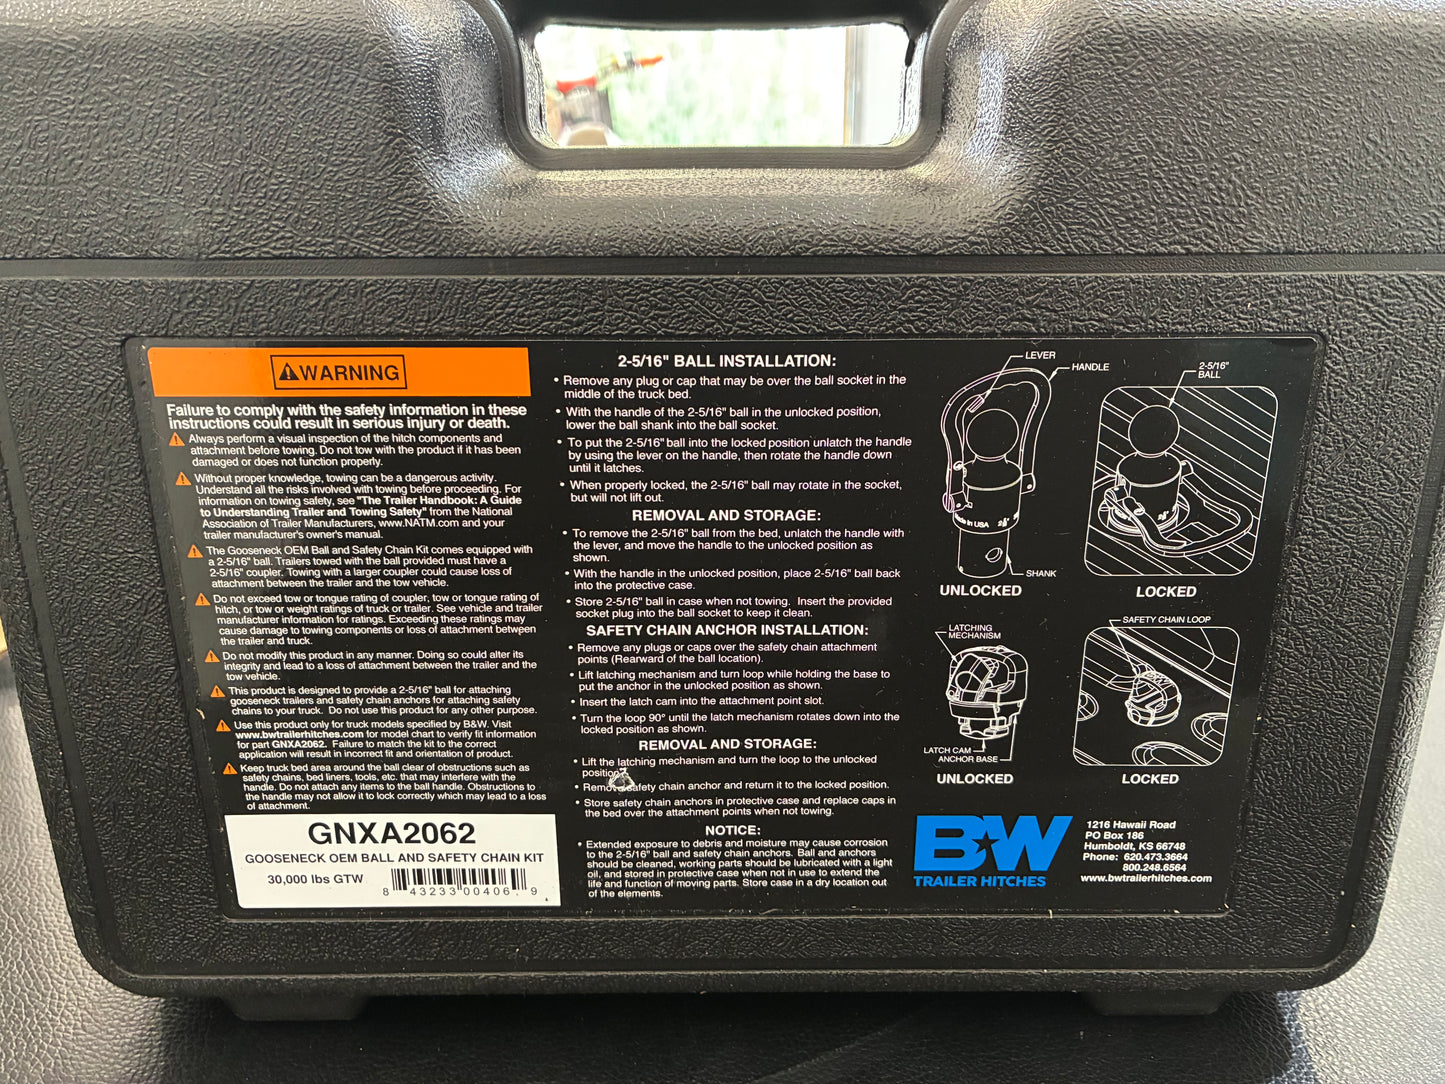 WARNING
Failure to comply with the safety information in these
instructions could result in serious injury or death.
Always perform a visual inspection of the hitch components and
attachment before towing. Do not tow with the product if it has been
damaged or does not function properly.
Without proper knowledge, towing can be a dangerous activity.
Understand all the risks involved with towing before proceeding. For
information on towing safety, see "The Trailer Handbook: A Guide
to Understanding Trailer and Towing Safety" from the National
Association of Trailer Manufacturers, www.NATM.com and your
trailer manufacturer's owner's manual.
The Gooseneck OEM Ball and Safety Chain Kit comes equipped with
a 2-5/16" ball. Trailers towed with the ball provided must have a
2-5/16" coupler. Towing with a larger coupler could cause loss of
attachment between the trailer and the tow vehicle.
Do not exceed tow or tongue rating of coupler, tow or tongue rating of
hitch, or tow or weight ratings of truck or trailer. See vehicle and trailer
manufacturer information for ratings. Exceeding these ratings may
cause damage to towing components or loss of attachment between
the trailer and truck.
Do not modify this product in any manner. Doing so could alter its
integrity and lead to a loss of attachment between the trailer and the
tow vehicle.
This product is designed to provide a 2-5/16" ball for attaching
gooseneck trailers and safety chain anchors for attaching safety
chains to your truck. Do not use this product for any other purpose.
Use this product only for truck models specified by B&W. Visit
www.bwtrailerhitches.com for model chart to verify fit information
for part GNXA2062. Failure to match the kit to the correct
application will result in incorrect fit and orientation of product.
Keep truck bed area around the ball clear of obstructions such as
safety chains, bed liners, tools, etc. that may interfere with the
handle. Do not attach any items to the ball handle. Obstructions to
the handle may not allow it to lock correctly which may lead to a loss
of attachment.
GNXA2062
GOOSENECK OEM BALL AND SAFETY CHAIN KIT
30,000 lbs GTW
8 43233 00406 9
2-5/16" BALL INSTALLATION:
• Remove any plug or cap that may be over the ball socket in the
middle of the truck bed.
• With the handle of the 2-5/16" ball in the unlocked position,
lower the ball shank into the ball socket.
• To put the 2-5/16" ball into the locked position unlatch the handle
by using the lever on the handle, then rotate the handle down
until it latches.
• When properly locked, the 2-5/16" ball may rotate in the socket,
but will not lift out.
REMOVAL AND STORAGE:
• To remove the 2-5/16" ball from the bed, unlatch the handle with
the lever, and move the handle to the unlocked position as
shown.
• With the handle in the unlocked position, place 2-5/16" ball back
into the protective case.
• Store 2-5/16" ball in case when not towing. Insert the provided
socket plug into the ball socket to keep it clean.
SAFETY CHAIN ANCHOR INSTALLATION:
• Remove any plugs or caps over the safety chain attachment
points (Rearward of the ball location).
• Lift latching mechanism and turn loop while holding the base to
put the anchor in the unlocked position as shown.
• Insert the latch cam into the attachment point slot.
• Turn the loop 90° until the latch mechanism rotates down into the
locked position as shown.
REMOVAL AND STORAGE:
• Lift the latching mechanism and turn the loop to the unlocked
position.
• Remove safety chain anchor and return it to the locked position.
• Store safety chain anchors in protective case and replace caps in
the bed over the attachment points when not towing.
NOTICE:
• Extended exposure to debris and moisture may cause corrosion
to the 2-5/16" ball and safety chain anchors. Ball and anchors
should be cleaned, working parts should be lubricated with a light
oil, and stored in protective case when not in use to extend the
life and function of moving parts. Store case in a dry location out
of the elements.
LEVER
HANDLE
in USA
SHANK
UNLOCKED
2-5/16"
BALL
LOCKED
LATCHING
MECHANISM
LATCH CAM
ANCHOR BASE
UNLOCKED
SAFETY CHAIN LOOP
LOCKED
B&W
TRAILER HITCHES
1216 Hawaii Road
PO Box 186
Humboldt, KS 66748
Phone: 620.473.3664
800.248.6564
www.bwtrailerhitches.com